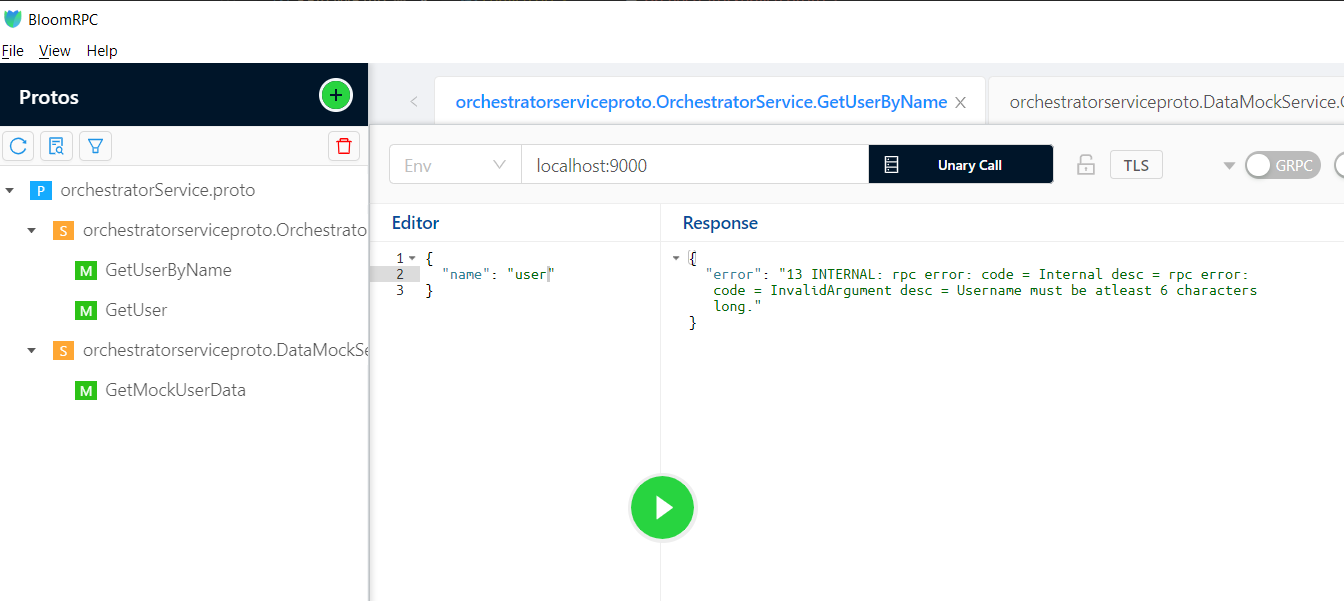 BloomRPC
File View Help
Protos
orchestratorserviceproto.OrchestratorService.GetUserByName
orchestratorserviceproto.DataMockService.
Env
localhost:9000
Unary Call
TLS
GRPC
P orchestratorService.proto
S orchestratorserviceproto.Orchestrato
M GetUserByName
M GetUser
S orchestratorserviceproto.DataMockSe
M GetMockUserData
Editor
1 {
2 "name": "user"
3 }
Response
{
"error": "13 INTERNAL: rpc error: code = Internal desc = rpc error:
code = InvalidArgument desc = Username must be atleast 6 characters
long."
}